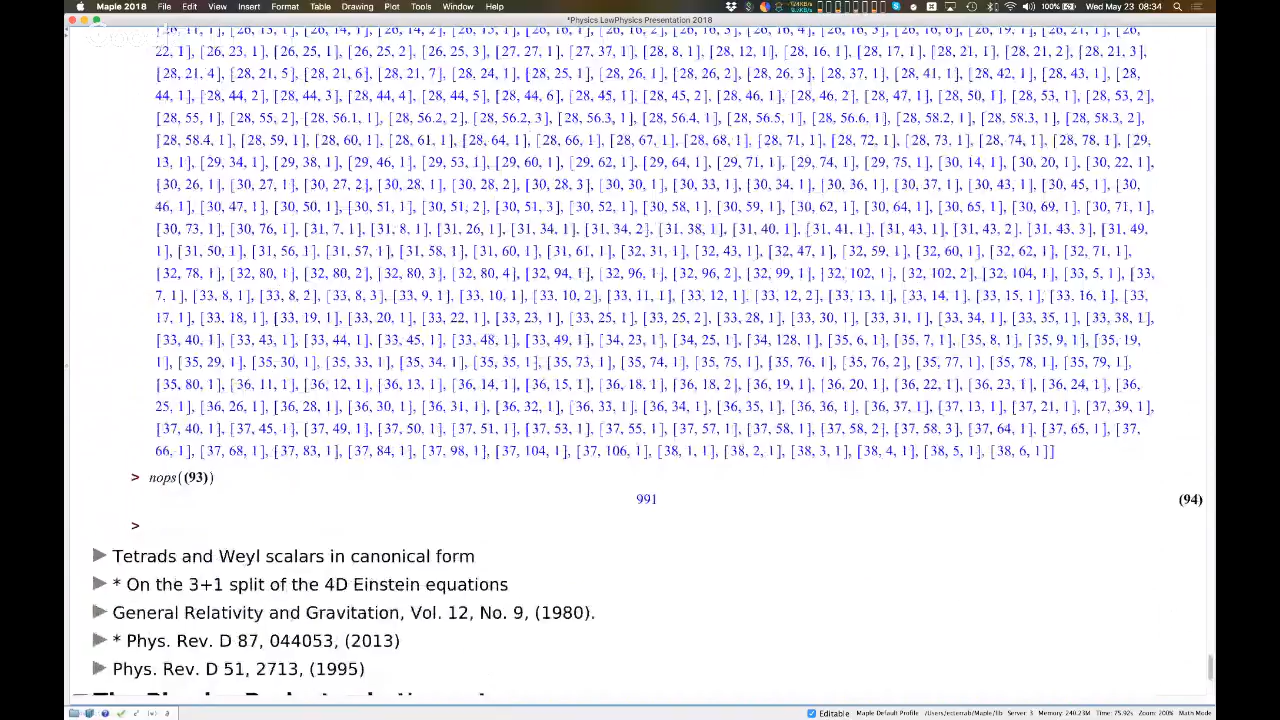 Maple 2018 File Edit View Insert Format Table Drawing Plot Tools Window Help 100% Wed May 23 08:34
*Physics LawPhysics Presentation 2018
22, 1], [26, 23, 1], [26, 25, 1], [26, 25, 2], [26, 25, 3], [27, 27, 1], [27, 37, 1], [28, 8, 1], [28, 12, 1], [28, 16, 1], [28, 17, 1], [28, 21, 1], [28, 21, 2], [28, 21, 3],
[28, 21, 4], [28, 21, 5], [28, 21, 6], [28, 21, 7], [28, 24, 1], [28, 25, 1], [28, 26, 1], [28, 26, 2], [28, 26, 3], [28, 37, 1], [28, 41, 1], [28, 42, 1], [28, 43, 1], [28,
44, 1], [28, 44, 2], [28, 44, 3], [28, 44, 4], [28, 44, 5], [28, 44, 6], [28, 45, 1], [28, 45, 2], [28, 46, 1], [28, 46, 2], [28, 47, 1], [28, 50, 1], [28, 53, 1], [28, 53, 2],
[28, 55, 1], [28, 55, 2], [28, 56.1, 1], [28, 56.2, 2], [28, 56.2, 3], [28, 56.3, 1], [28, 56.4, 1], [28, 56.5, 1], [28, 56.6, 1], [28, 58.2, 1], [28, 58.3, 1], [28, 58.3, 2],
[28, 58.4, 1], [28, 59, 1], [28, 60, 1], [28, 61, 1], [28, 64, 1], [28, 66, 1], [28, 67, 1], [28, 68, 1], [28, 71, 1], [28, 72, 1], [28, 73, 1], [28, 74, 1], [28, 78, 1], [29,
13, 1], [29, 34, 1], [29, 38, 1], [29, 46, 1], [29, 53, 1], [29, 60, 1], [29, 62, 1], [29, 64, 1], [29, 71, 1], [29, 74, 1], [29, 75, 1], [30, 14, 1], [30, 20, 1], [30, 22, 1],
[30, 26, 1], [30, 27, 1], [30, 27, 2], [30, 28, 1], [30, 28, 2], [30, 28, 3], [30, 30, 1], [30, 33, 1], [30, 34, 1], [30, 36, 1], [30, 37, 1], [30, 43, 1], [30, 45, 1], [30,
46, 1], [30, 47, 1], [30, 50, 1], [30, 51, 1], [30, 51, 2], [30, 51, 3], [30, 52, 1], [30, 58, 1], [30, 59, 1], [30, 62, 1], [30, 64, 1], [30, 65, 1], [30, 69, 1], [30, 71, 1],
[30, 73, 1], [30, 76, 1], [31, 7, 1], [31, 8, 1], [31, 26, 1], [31, 34, 1], [31, 34, 2], [31, 38, 1], [31, 40, 1], [31, 41, 1], [31, 43, 1], [31, 43, 2], [31, 43, 3], [31, 49,
1], [31, 50, 1], [31, 56, 1], [31, 57, 1], [31, 58, 1], [31, 60, 1], [31, 61, 1], [32, 31, 1], [32, 43, 1], [32, 47, 1], [32, 59, 1], [32, 60, 1], [32, 62, 1], [32, 71, 1],
[32, 78, 1], [32, 80, 1], [32, 80, 2], [32, 80, 3], [32, 80, 4], [32, 94, 1], [32, 96, 1], [32, 96, 2], [32, 99, 1], [32, 102, 1], [32, 102, 2], [32, 104, 1], [33, 5, 1], [33,
7, 1], [33, 8, 1], [33, 8, 2], [33, 8, 3], [33, 9, 1], [33, 10, 1], [33, 10, 2], [33, 11, 1], [33, 12, 1], [33, 12, 2], [33, 13, 1], [33, 14, 1], [33, 15, 1], [33, 16, 1], [33,
17, 1], [33, 18, 1], [33, 19, 1], [33, 20, 1], [33, 22, 1], [33, 23, 1], [33, 25, 1], [33, 25, 2], [33, 28, 1], [33, 30, 1], [33, 31, 1], [33, 34, 1], [33, 35, 1], [33, 38, 1],
[33, 40, 1], [33, 43, 1], [33, 44, 1], [33, 45, 1], [33, 48, 1], [33, 49, 1], [34, 23, 1], [34, 25, 1], [34, 128, 1], [35, 6, 1], [35, 7, 1], [35, 8, 1], [35, 9, 1], [35, 19,
1], [35, 29, 1], [35, 30, 1], [35, 33, 1], [35, 34, 1], [35, 35, 1], [35, 73, 1], [35, 74, 1], [35, 75, 1], [35, 76, 1], [35, 76, 2], [35, 77, 1], [35, 78, 1], [35, 79, 1],
[35, 80, 1], [36, 11, 1], [36, 12, 1], [36, 13, 1], [36, 14, 1], [36, 15, 1], [36, 18, 1], [36, 18, 2], [36, 19, 1], [36, 20, 1], [36, 22, 1], [36, 23, 1], [36, 24, 1], [36,
25, 1], [36, 26, 1], [36, 28, 1], [36, 30, 1], [36, 31, 1], [36, 32, 1], [36, 33, 1], [36, 34, 1], [36, 35, 1], [36, 36, 1], [36, 37, 1], [37, 13, 1], [37, 21, 1], [37, 39, 1],
[37, 40, 1], [37, 45, 1], [37, 49, 1], [37, 50, 1], [37, 51, 1], [37, 53, 1], [37, 55, 1], [37, 57, 1], [37, 58, 1], [37, 58, 2], [37, 58, 3], [37, 64, 1], [37, 65, 1], [37,
66, 1], [37, 68, 1], [37, 83, 1], [37, 84, 1], [37, 98, 1], [37, 104, 1], [37, 106, 1], [38, 1, 1], [38, 2, 1], [38, 3, 1], [38, 4, 1], [38, 5, 1], [38, 6, 1]]
> nops((93))
991 (94)
>
Tetrads and Weyl scalars in canonical form
* On the 3+1 split of the 4D Einstein equations
General Relativity and Gravitation, Vol. 12, No. 9, (1980).
* Phys. Rev. D 87, 044053, (2013)
Phys. Rev. D 51, 2713, (1995)
Editable Maple Default Profile /Users/ecterrab/Maple/lib Server: 3 Memory: 240.23M Time: 75.92s Zoom: 200% Math Mode